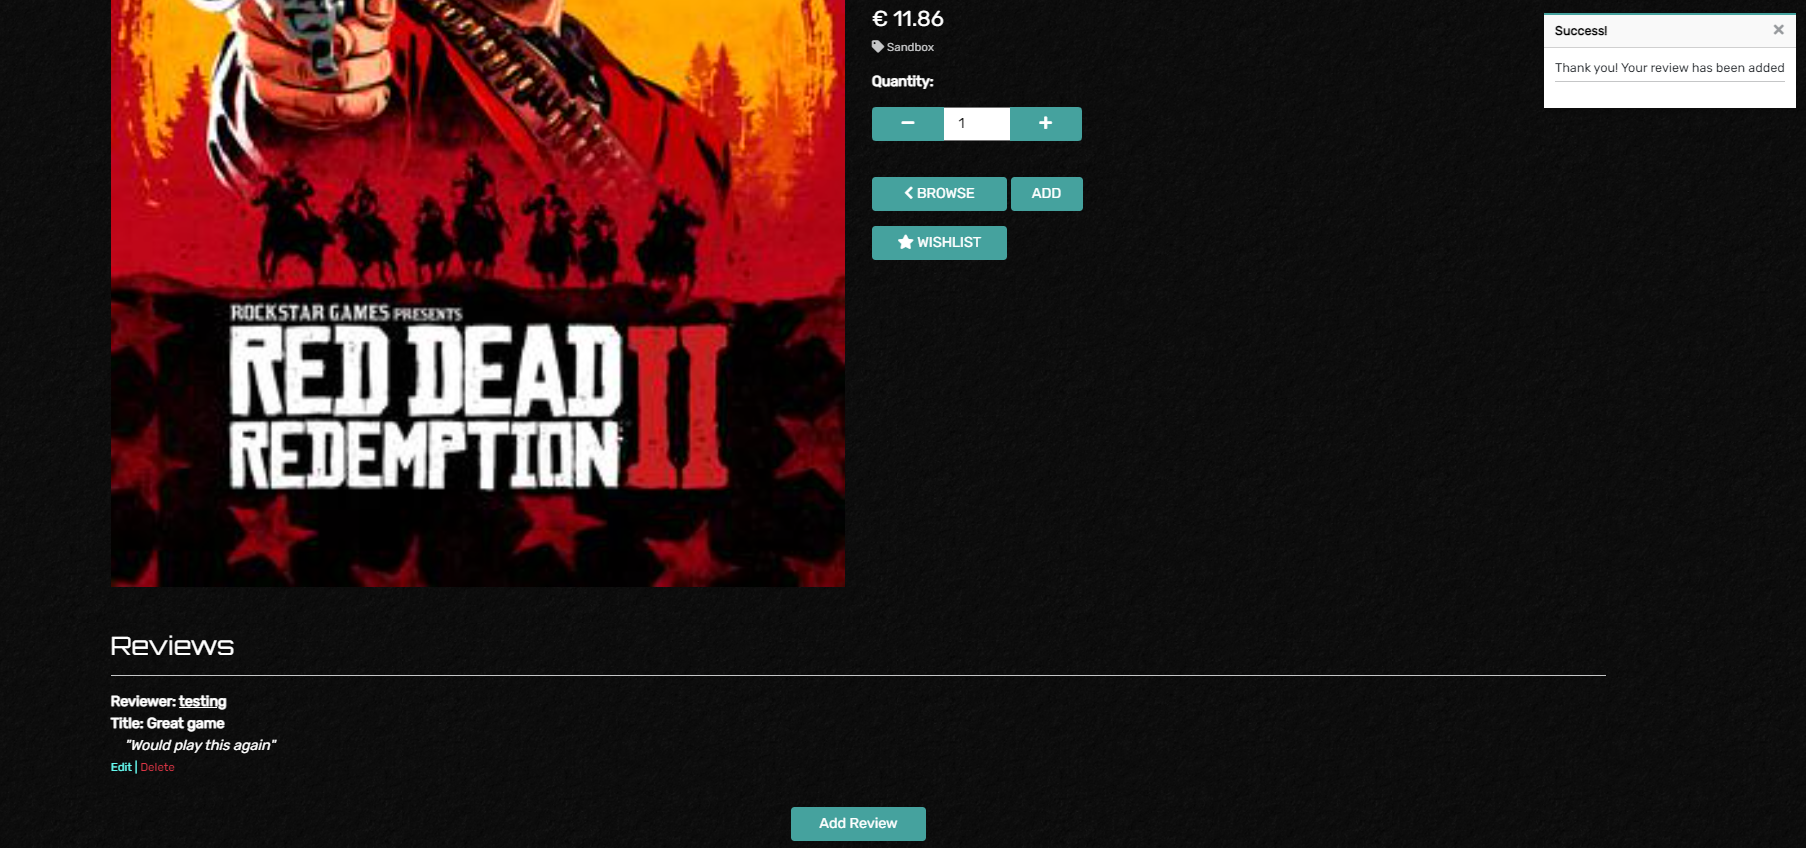 € 11.86
Sandbox
Quantity:
1
BROWSE
ADD
WISHLIST
Success!
Thank you! Your review has been added
ROCKSTAR GAMES PRESENTS
RED DEAD
REDEMPTION II
Reviews
Reviewer: testing
Title: Great game
"Would play this again"
Edit | Delete
Add Review